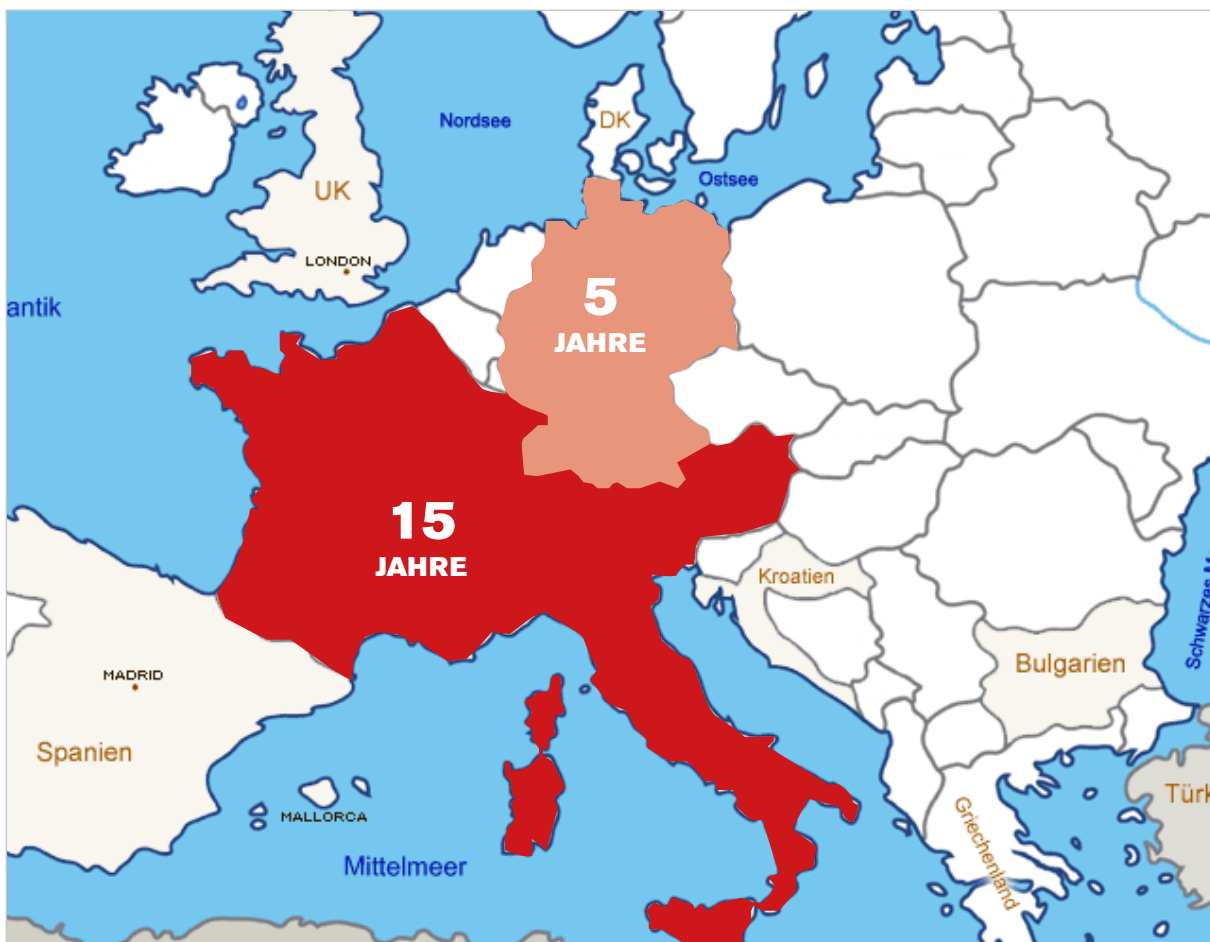 Nordsee
DK
Ostsee
UK
LONDON
antik
5
JAHRE
15
JAHRE
Kroatien
Schwarzes M
Bulgarien
MADRID
Spanien
MALLORCA
Türk
Griechenland
Mittelmeer